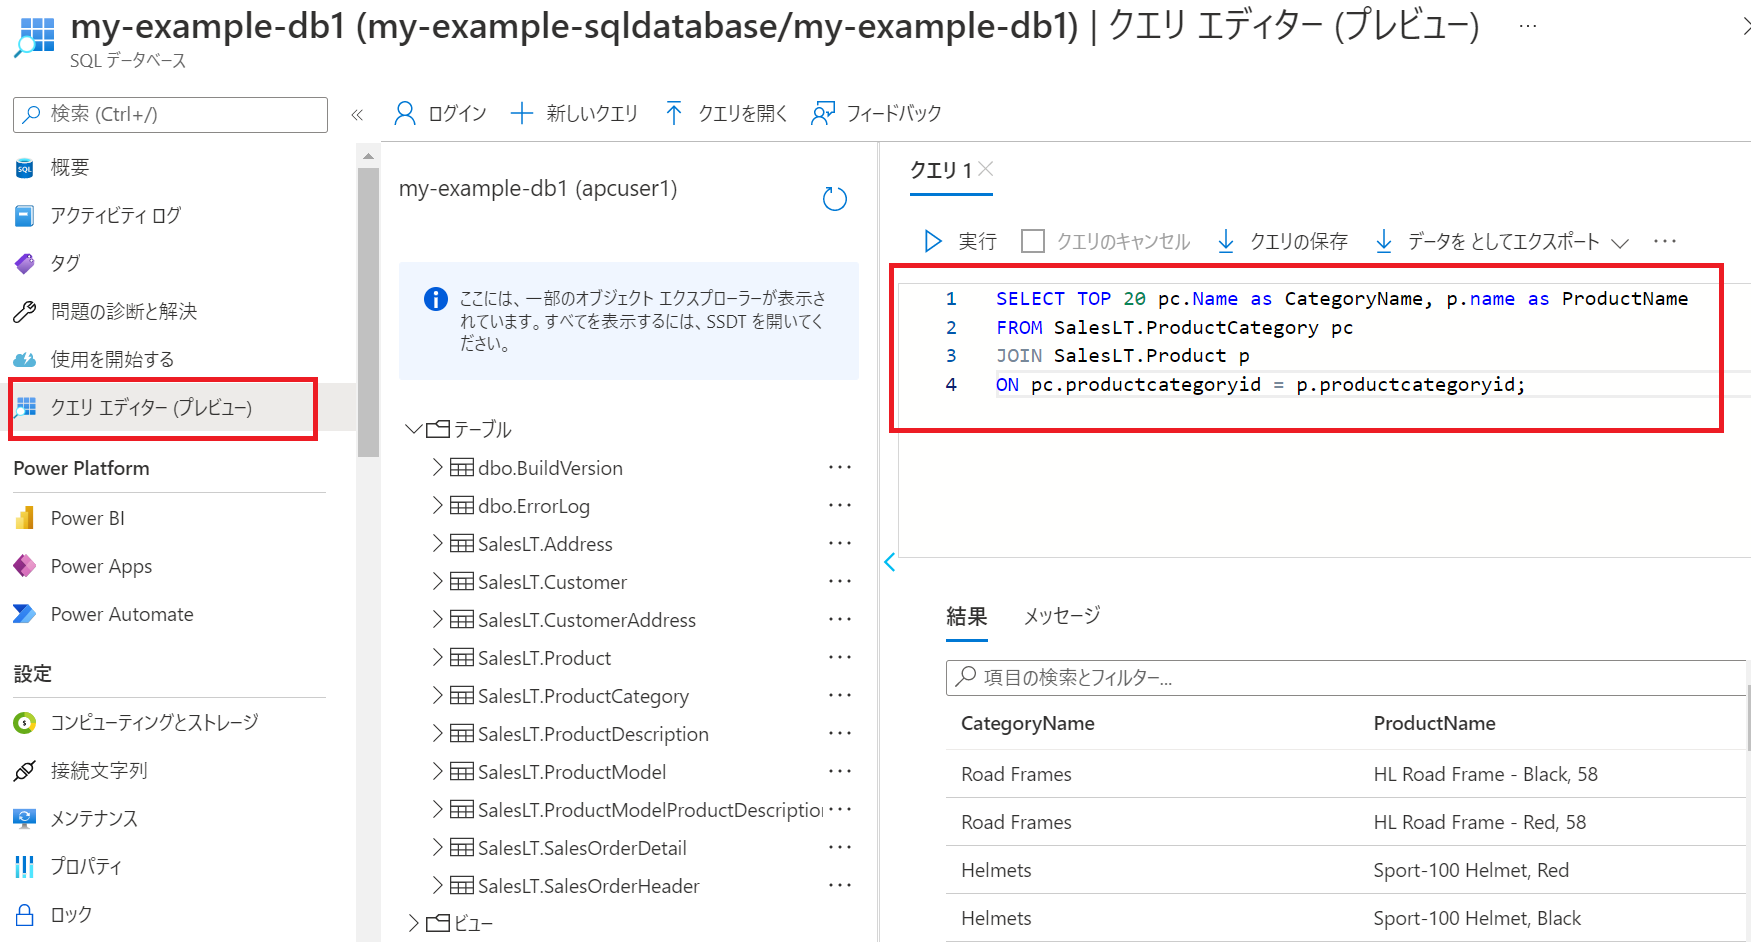 my-example-db1 (my-example-sqldatabase/my-example-db1) | クエリ エディター (プレビュー) ...
SQL データベース
検索 (Ctrl+/)
«
概要
アクティビティ ログ
タグ
問題の診断と解決
使用を開始する
クエリ エディター (プレビュー)
Power Platform
Power BI
Power Apps
Power Automate
設定
コンピューティングとストレージ
接続文字列
メンテナンス
プロパティ
ロック
ログイン
新しいクエリ
クエリを開く
フィードバック
my-example-db1 (apcuser1)
ここには、一部のオブジェクト エクスプローラーが表示さ
れています。すべてを表示するには、SSDT を開いてく
ださい。
テーブル
dbo.BuildVersion
dbo.ErrorLog
SalesLT.Address
SalesLT.Customer
SalesLT.CustomerAddress
SalesLT.Product
SalesLT.ProductCategory
SalesLT.ProductDescription
SalesLT.ProductModel
SalesLT.ProductModelProductDescription
SalesLT.SalesOrderDetail
SalesLT.SalesOrderHeader
ビュー
クエリ 1
実行
クエリのキャンセル
クエリの保存
データを としてエクスポート
1 SELECT TOP 20 pc.Name as CategoryName, p.name as ProductName
2 FROM SalesLT.ProductCategory pc
3 JOIN SalesLT.Product p
4 ON pc.productcategoryid = p.productcategoryid;
結果
メッセージ
項目の検索とフィルター...
CategoryName ProductName
Road Frames HL Road Frame - Black, 58
Road Frames HL Road Frame - Red, 58
Helmets Sport-100 Helmet, Red
Helmets Sport-100 Helmet, Black